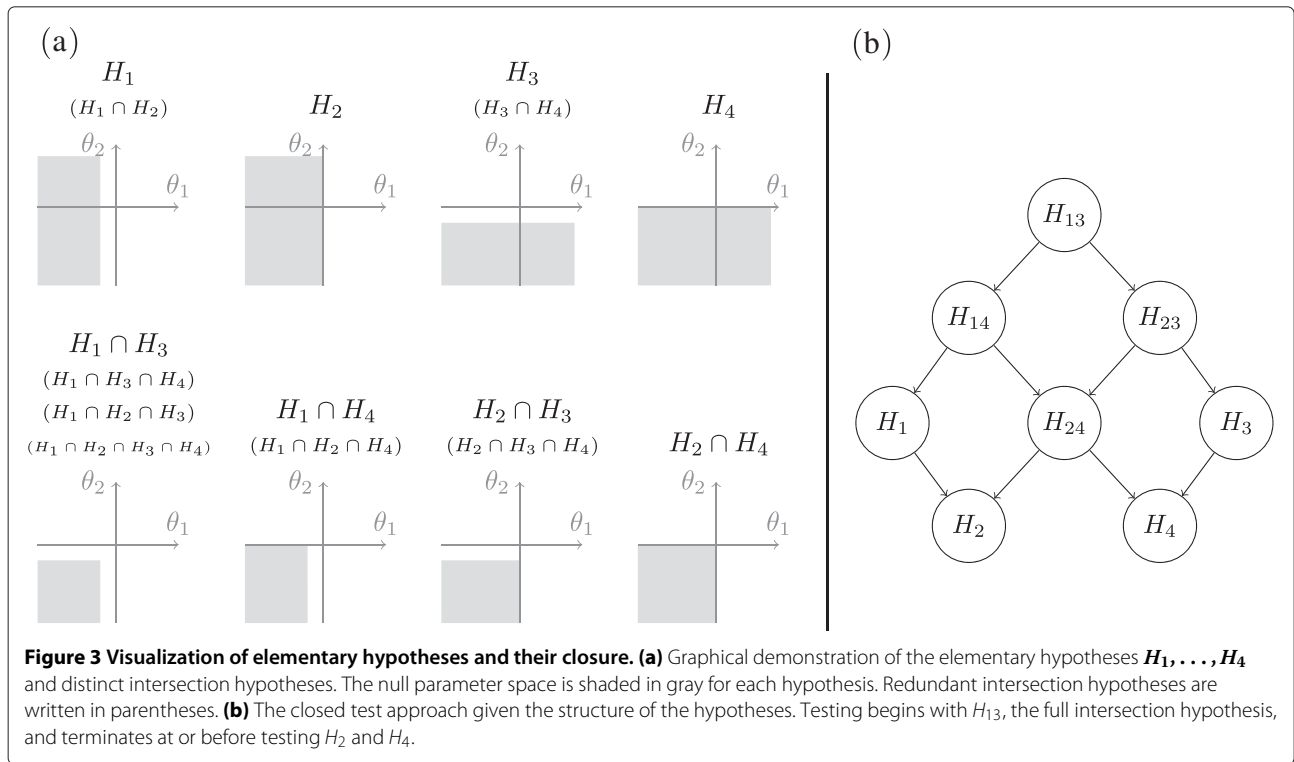 (a)
(b)
H₁
(H₁ ∩ H₂)
H₂
H₃
(H₃ ∩ H₄)
H₄
θ₂
θ₁
θ₂
θ₁
θ₂
θ₁
θ₂
θ₁
H₁ ∩ H₃
(H₁ ∩ H₃ ∩ H₄)
(H₁ ∩ H₂ ∩ H₃)
(H₁ ∩ H₂ ∩ H₃ ∩ H₄)
H₁ ∩ H₄
(H₁ ∩ H₂ ∩ H₄)
H₂ ∩ H₃
(H₂ ∩ H₃ ∩ H₄)
H₂ ∩ H₄
θ₂
θ₁
θ₂
θ₁
θ₂
θ₁
θ₂
θ₁
H₁₃
H₁₄
H₂₃
H₁
H₂₄
H₃
H₂
H₄
Figure 3 Visualization of elementary hypotheses and their closure. (a) Graphical demonstration of the elementary hypotheses H₁, . . . , H₄
and distinct intersection hypotheses. The null parameter space is shaded in gray for each hypothesis. Redundant intersection hypotheses are
written in parentheses. (b) The closed test approach given the structure of the hypotheses. Testing begins with H₁₃, the full intersection hypothesis,
and terminates at or before testing H₂ and H₄.